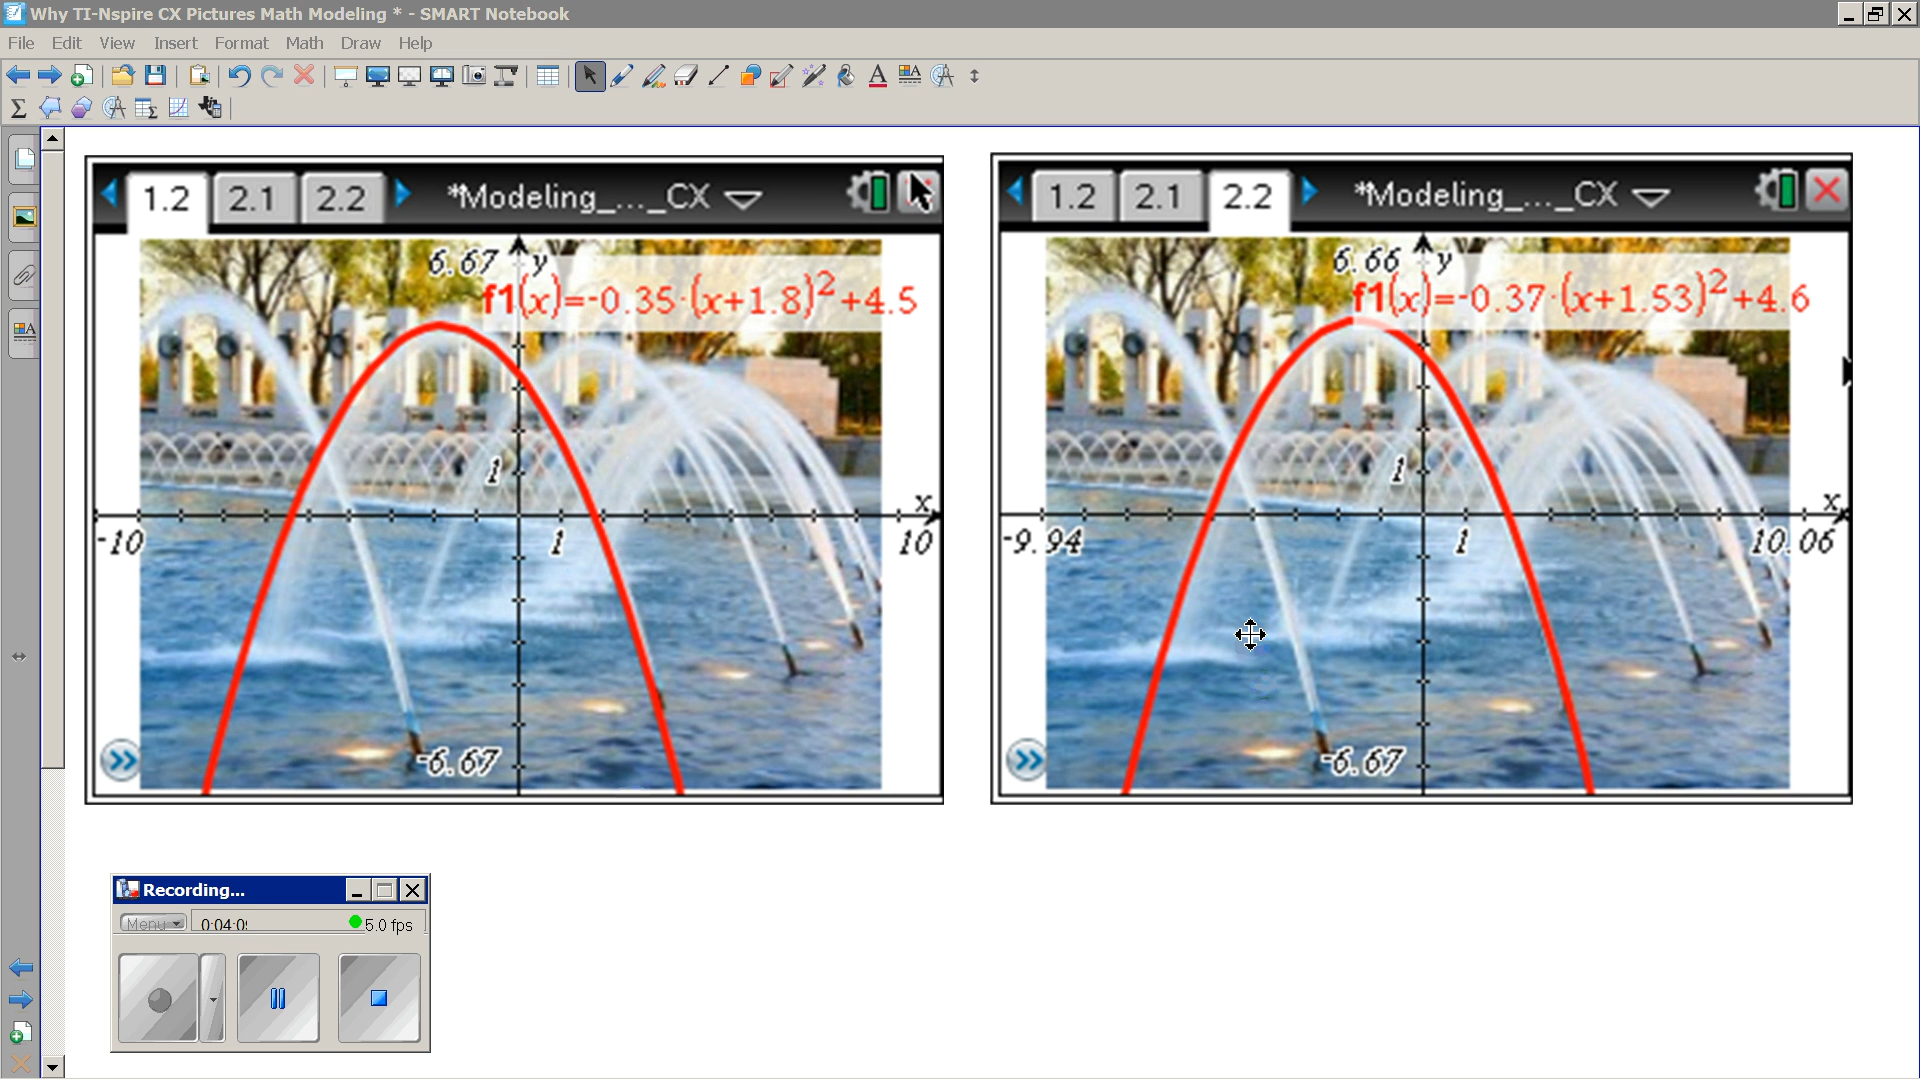 Why TI-Nspire CX Pictures Math Modeling * - SMART Notebook
File Edit View Insert Format Math Draw Help
1.2 2.1 2.2 *Modeling_..._CX
6.67 y
f1(x)=-0.35·(x+1.8)²+4.5
1
x
-10 1 10
-6.67
1.2 2.1 2.2 *Modeling_..._CX
6.66 y
f1(x)=-0.37·(x+1.53)²+4.6
1
x
-9.94 1 10.06
-6.67
Recording...
Menu 0:04:0 5.0 fps